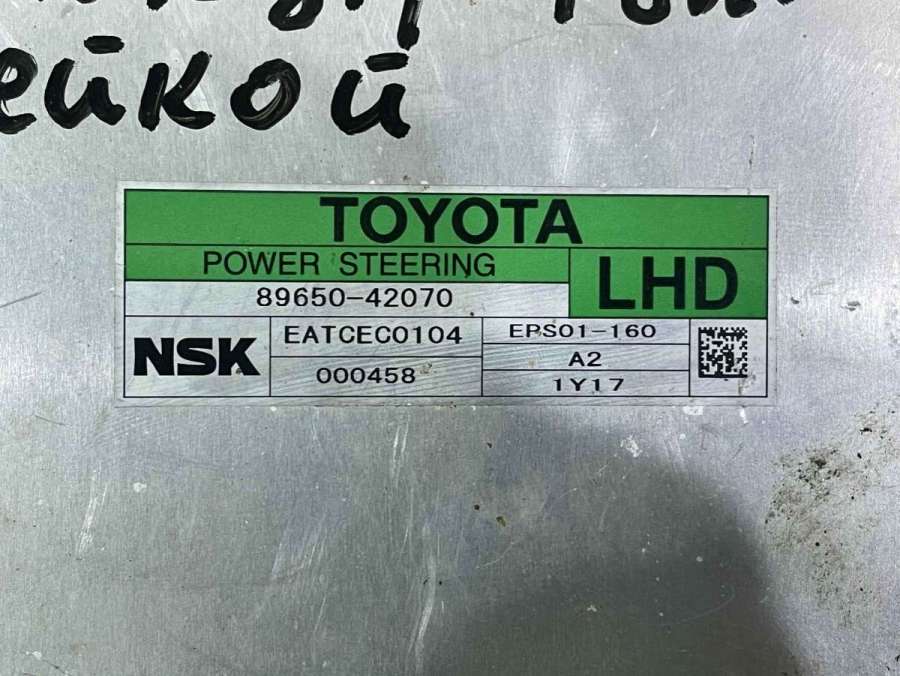 ейкой
TOYOTA
POWER STEERING
LHD
89650-42070
NSK
EATCEC0104
EPS01-160
A2
000458
1Y17